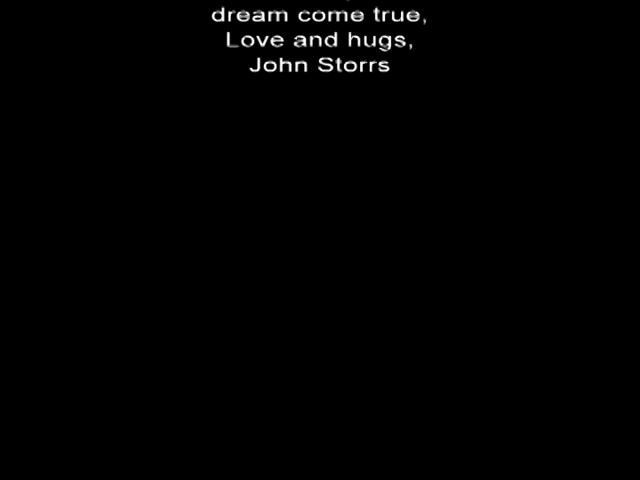 dream come true,
Love and hugs,
John Storrs